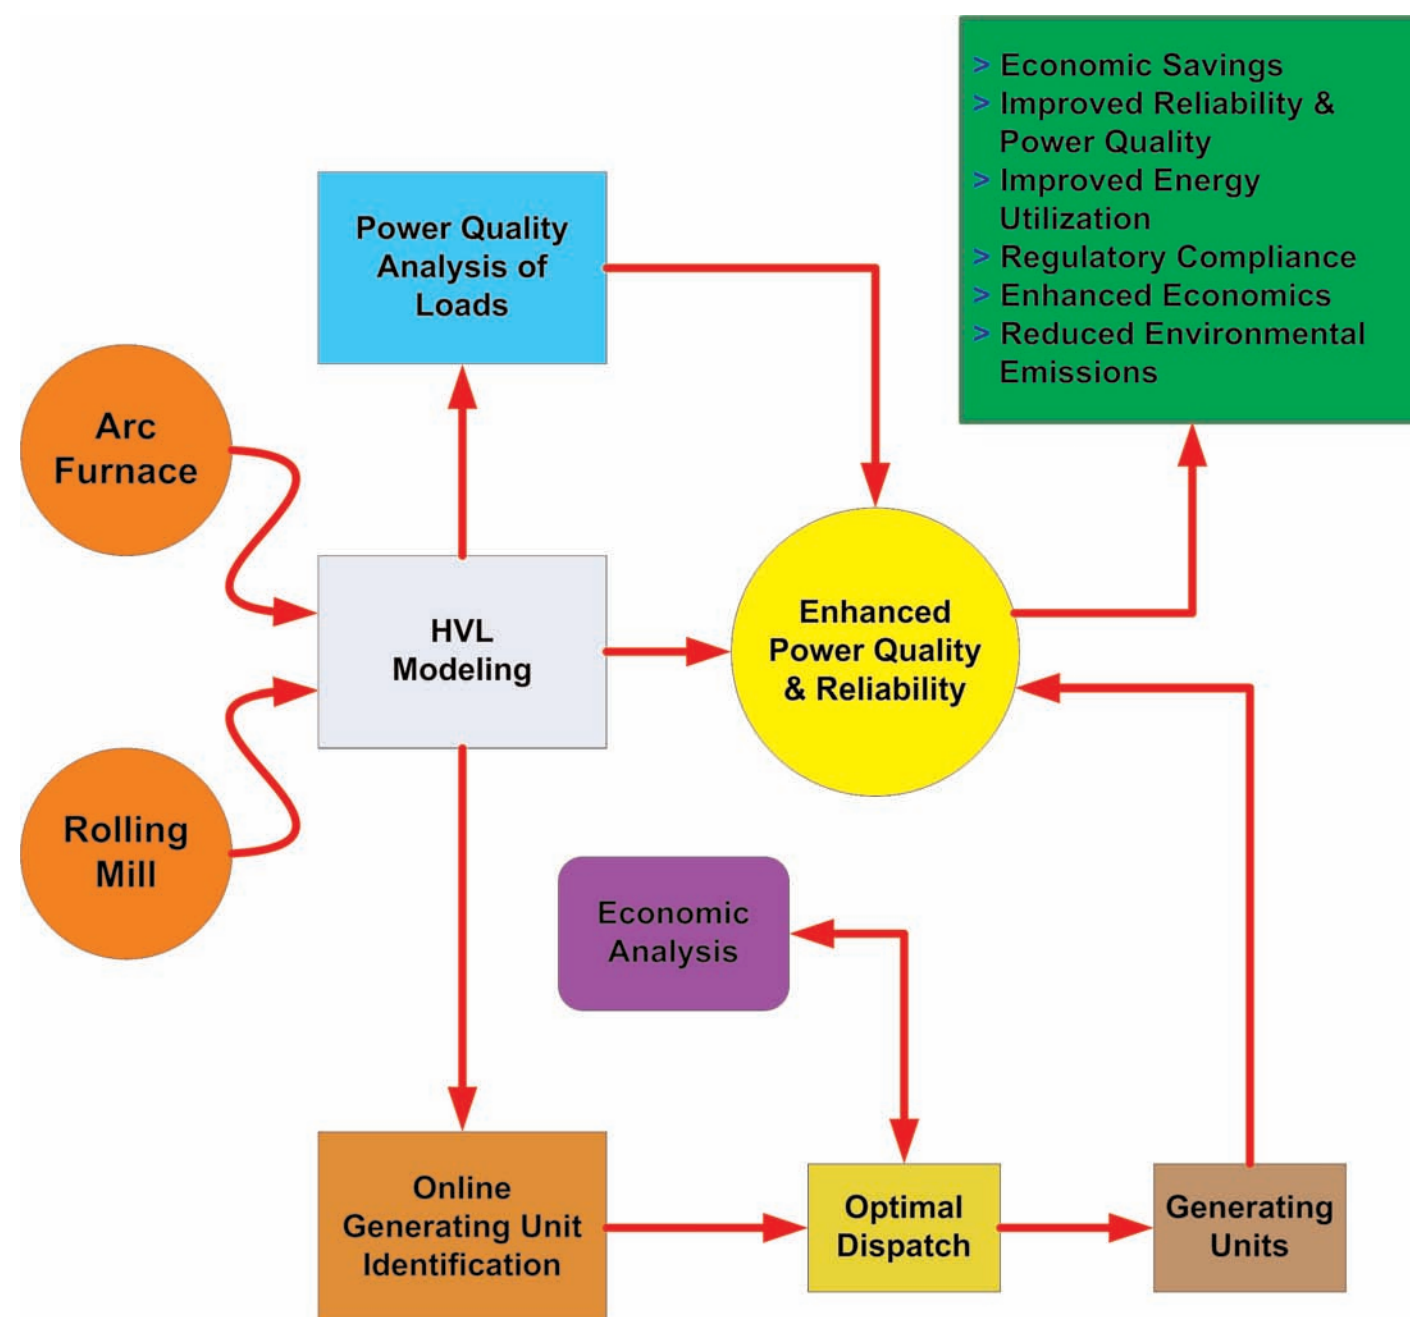 > Economic Savings
> Improved Reliability &
Power Quality
> Improved Energy
Utilization
> Regulatory Compliance
> Enhanced Economics
> Reduced Environmental
Emissions
Power Quality
Analysis of
Loads
Arc
Furnace
HVL
Modeling
Enhanced
Power Quality
& Reliability
Rolling
Mill
Economic
Analysis
Online
Generating Unit
Identification
Optimal
Dispatch
Generating
Units